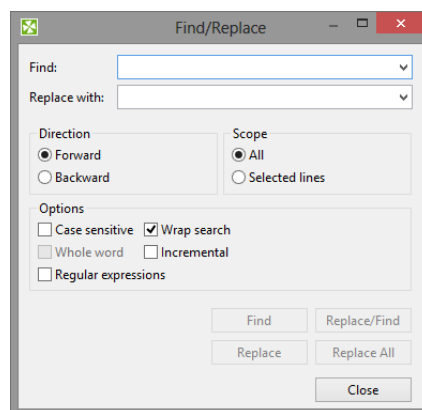 Find/Replace
Find:
Replace with:
Direction
Forward
Backward
Scope
All
Selected lines
Options
Case sensitive Wrap search
Whole word Incremental
Regular expressions
Find Replace/Find
Replace Replace All
Close